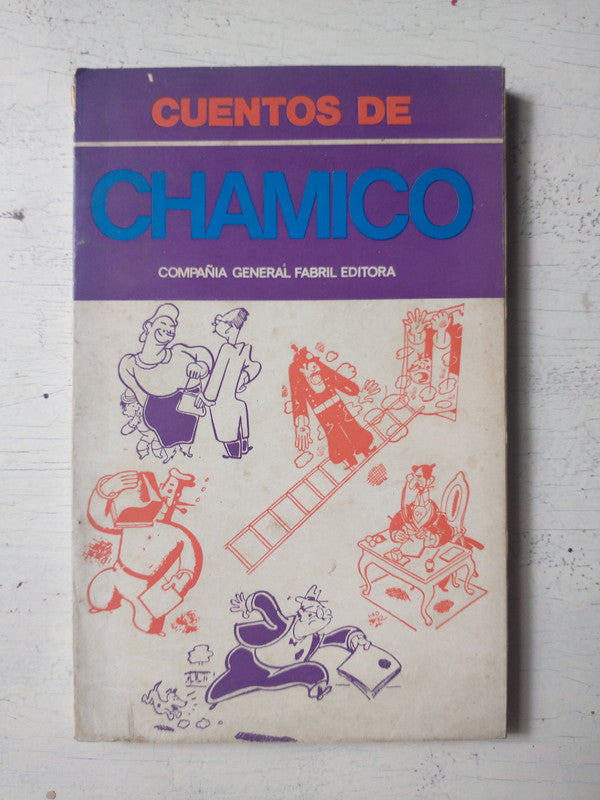 CUENTOS DE
CHAMICO
COMPAÑIA GENERAL FABRIL EDITORA